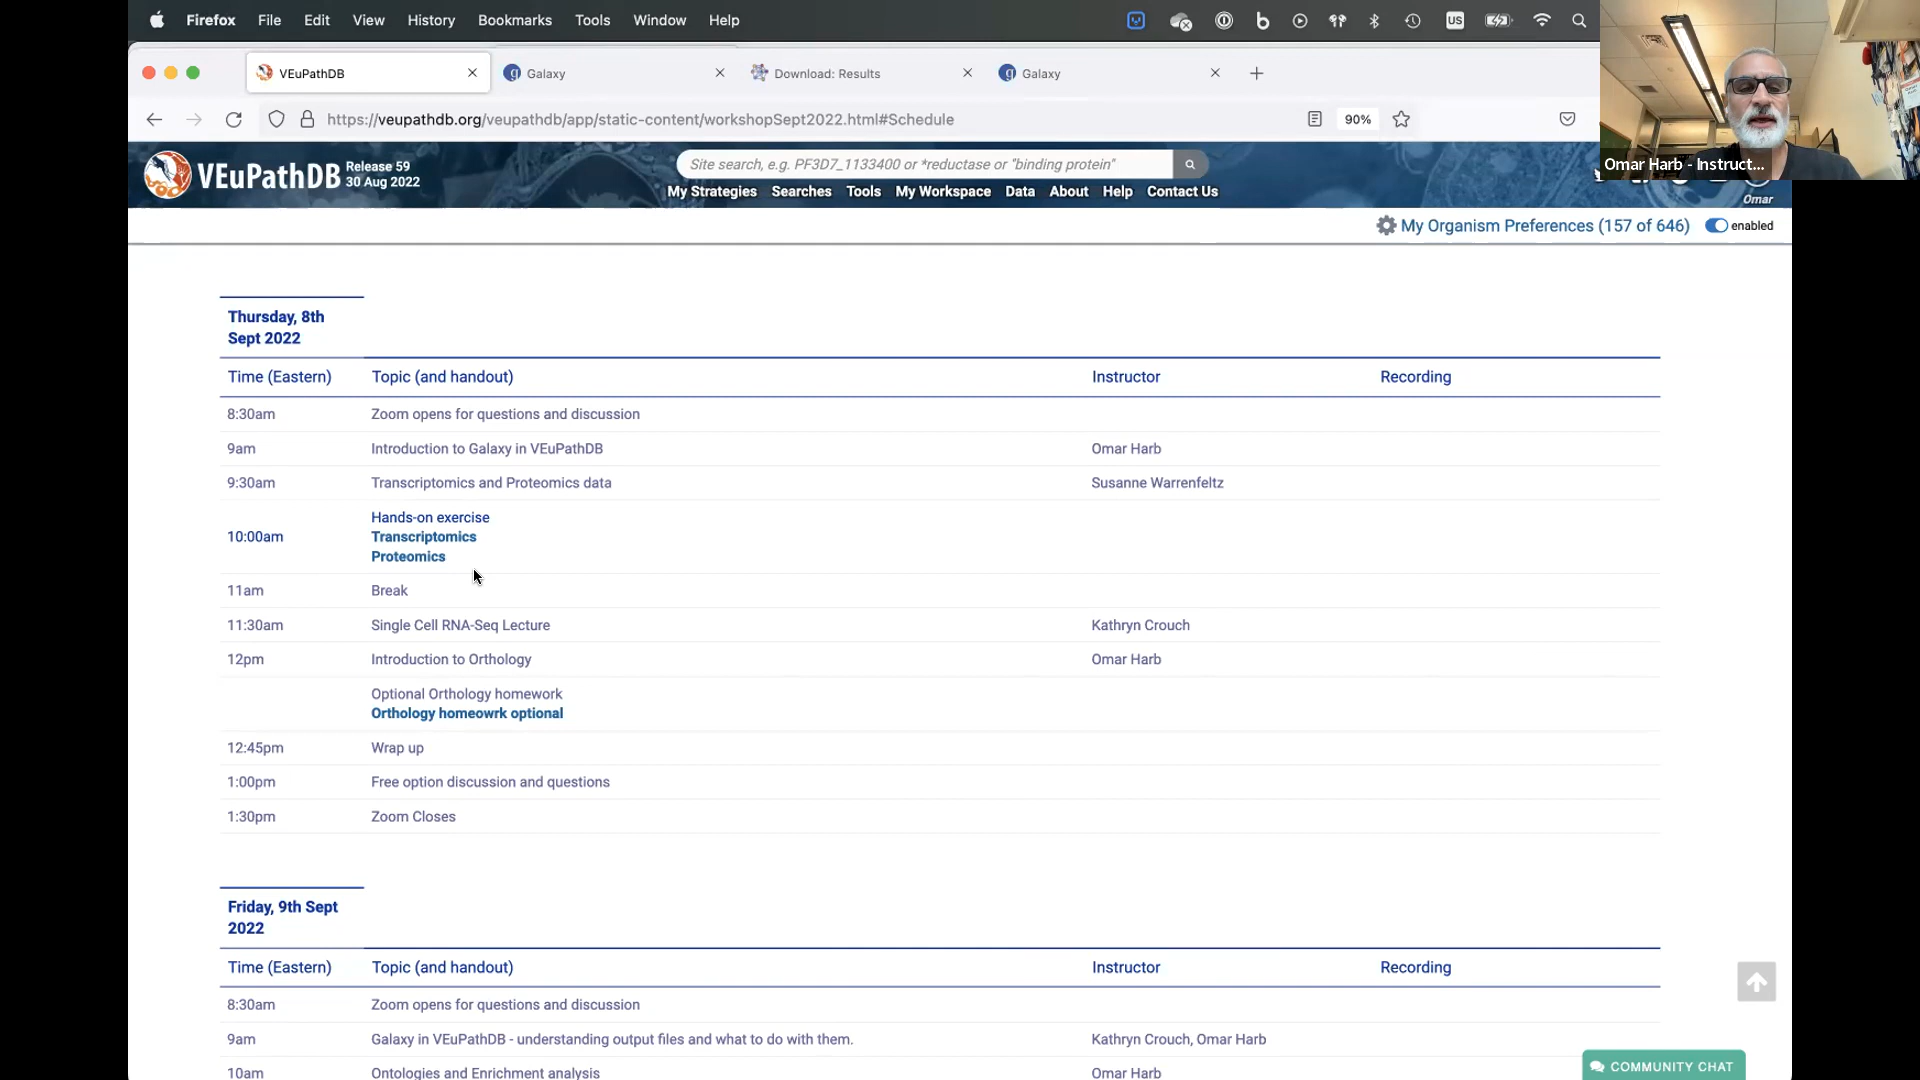 Firefox File Edit View History Bookmarks Tools Window Help US
VEuPathDB Galaxy Download: Results Galaxy
https://veupathdb.org/veupathdb/app/static-content/workshopSept2022.html#Schedule 90%
Omar Harb - Instruct...
VEuPathDB Release 59
30 Aug 2022
Site search, e.g. PF3D7_1133400 or *reductase or "binding protein"
My Strategies Searches Tools My Workspace Data About Help Contact Us
Omar
My Organism Preferences (157 of 646) enabled
Thursday, 8th
Sept 2022
Time (Eastern) Topic (and handout) Instructor Recording
8:30am Zoom opens for questions and discussion
9am Introduction to Galaxy in VEuPathDB Omar Harb
9:30am Transcriptomics and Proteomics data Susanne Warrenfeltz
Hands-on exercise
10:00am Transcriptomics
Proteomics
11am Break
11:30am Single Cell RNA-Seq Lecture Kathryn Crouch
12pm Introduction to Orthology Omar Harb
Optional Orthology homework
Orthology homeowrk optional
12:45pm Wrap up
1:00pm Free option discussion and questions
1:30pm Zoom Closes
Friday, 9th Sept
2022
Time (Eastern) Topic (and handout) Instructor Recording
8:30am Zoom opens for questions and discussion
9am Galaxy in VEuPathDB - understanding output files and what to do with them. Kathryn Crouch, Omar Harb
10am Ontologies and Enrichment analysis Omar Harb
COMMUNITY CHAT